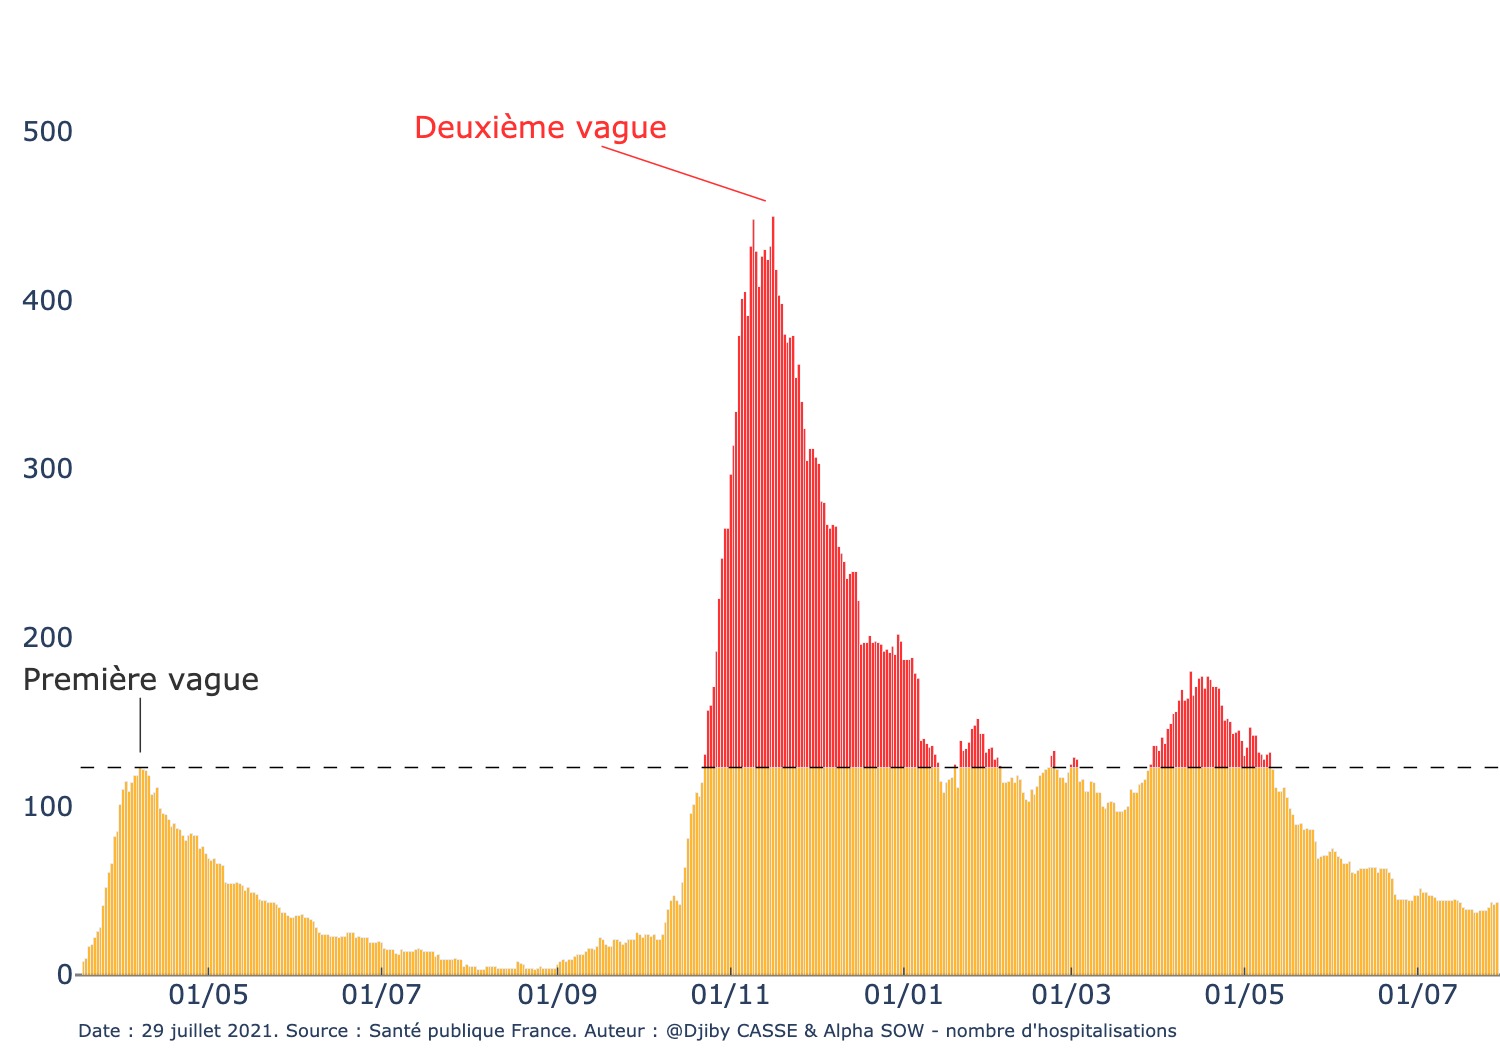 500
Deuxième vague
400
300
200
Première vague
100
0
01/05 01/07 01/09 01/11 01/01 01/03 01/05 01/07
Date : 29 juillet 2021. Source : Santé publique France. Auteur : @Djiby CASSE & Alpha SOW - nombre d'hospitalisations